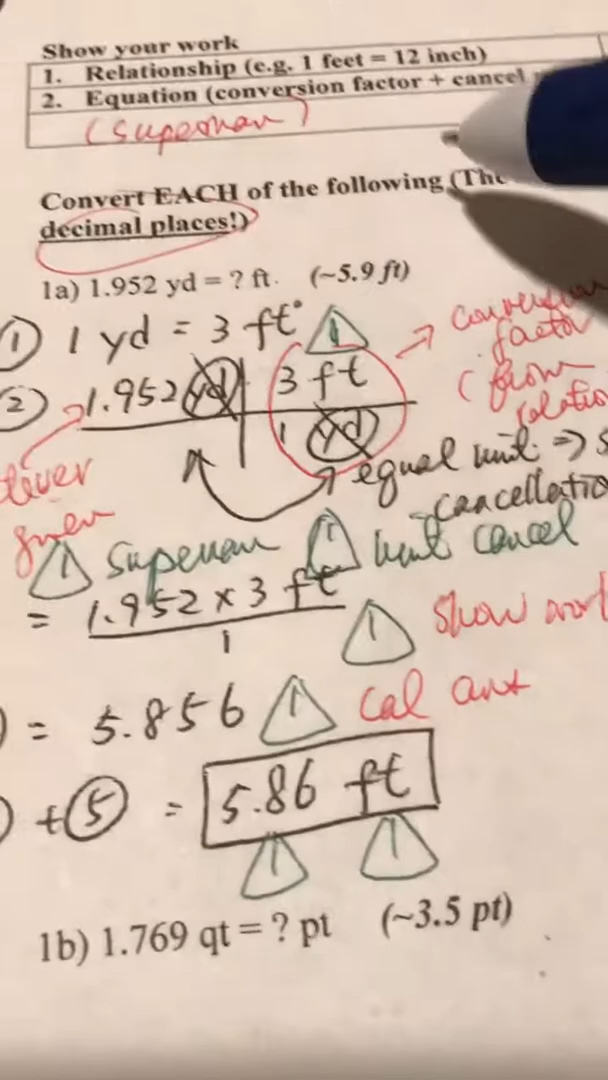 Show your work
1. Relationship (e.g. 1 feet = 12 inch)
2. Equation (conversion factor + cancel
(superman)
Convert EACH of the following (The
decimal places!)
1a) 1.952 yd = ? ft. (~5.9 ft)
1 1 yd = 3 ft 1
conversion
factor
2 1.952 yd 3 ft
(from
1 yd
relatio
never
given
equal unit ⇒ s
cancellatio
1 superman 1 unit cancel
= 1.952 x 3 ft
1
1 show work
= 5.856 1 cal ans
+ 5 = 5.86 ft
1 1
1b) 1.769 qt = ? pt (~3.5 pt)